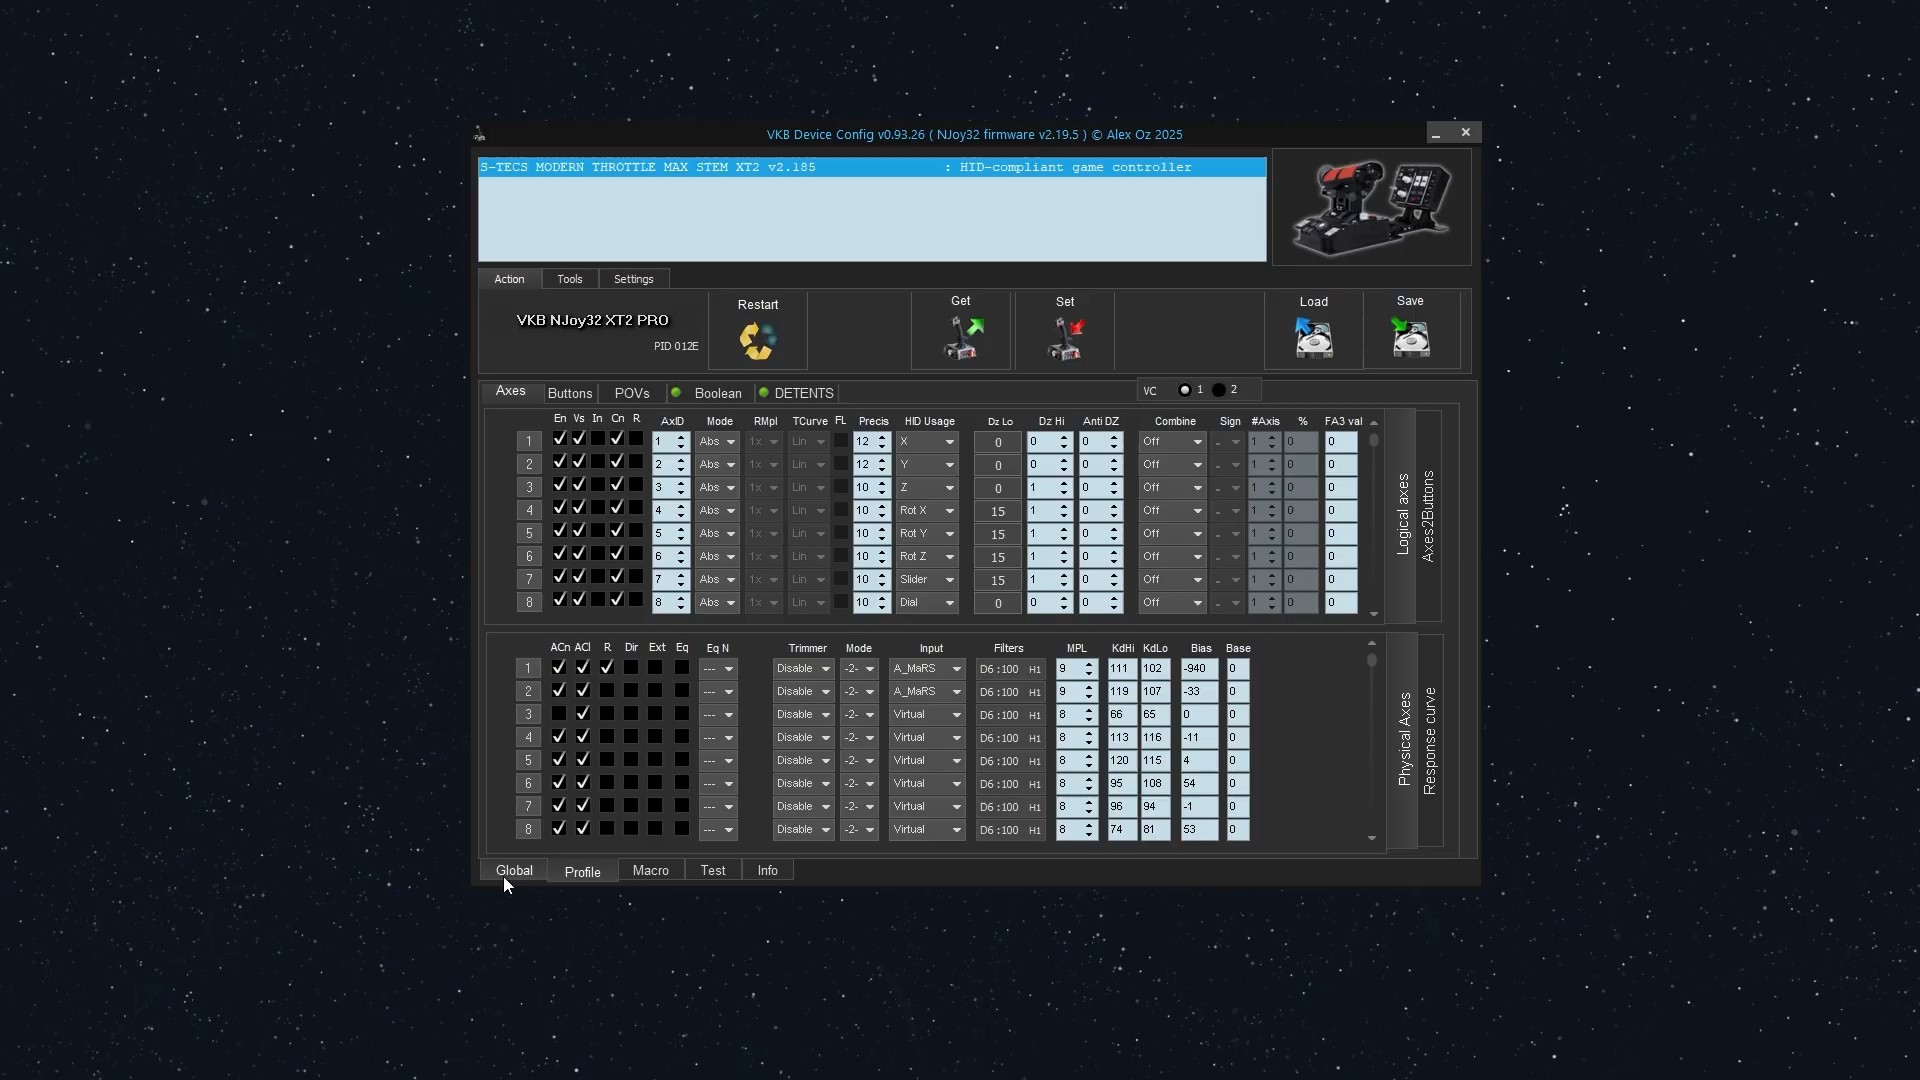 VKB Device Config v0.93.26 ( NJoy32 firmware v2.19.5 ) © Alex Oz 2025
S-TECS MODERN THROTTLE MAX STEM XT2 v2.185 : HID-compliant game controller
Action Tools Settings
VKB NJoy32 XT2 PRO
PID 012E
Restart
Get
Set
Load
Save
Axes Buttons POVs Boolean DETENTS VC 1 2
En Vs In Cn R AxID Mode RMpl TCurve FL Precis HID Usage Dz Lo Dz Hi Anti DZ Combine Sign #Axis % FA3 val
1 1 Abs 1x Lin 12 X 0 0 0 Off - 1 0 0
2 2 Abs 1x Lin 12 Y 0 0 0 Off - 1 0 0
3 3 Abs 1x Lin 10 Z 0 1 0 Off - 1 0 0
4 4 Abs 1x Lin 10 Rot X 15 1 0 Off - 1 0 0
5 5 Abs 1x Lin 10 Rot Y 15 1 0 Off - 1 0 0
6 6 Abs 1x Lin 10 Rot Z 15 1 0 Off - 1 0 0
7 7 Abs 1x Lin 10 Slider 15 1 0 Off - 1 0 0
8 8 Abs 1x Lin 10 Dial 0 0 0 Off - 1 0 0
Logical axes
Axes2Buttons
ACn ACl R Dir Ext Eq Eq N Trimmer Mode Input Filters MPL KdHi KdLo Bias Base
1 --- Disable -2- A_MaRS D6 :100 H1 9 111 102 -940 0
2 --- Disable -2- A_MaRS D6 :100 H1 9 119 107 -33 0
3 --- Disable -2- Virtual D6 :100 H1 8 66 65 0 0
4 --- Disable -2- Virtual D6 :100 H1 8 113 116 -11 0
5 --- Disable -2- Virtual D6 :100 H1 8 120 115 4 0
6 --- Disable -2- Virtual D6 :100 H1 8 95 108 54 0
7 --- Disable -2- Virtual D6 :100 H1 8 96 94 -1 0
8 --- Disable -2- Virtual D6 :100 H1 8 74 81 53 0
Physical Axes
Response curve
Global Profile Macro Test Info